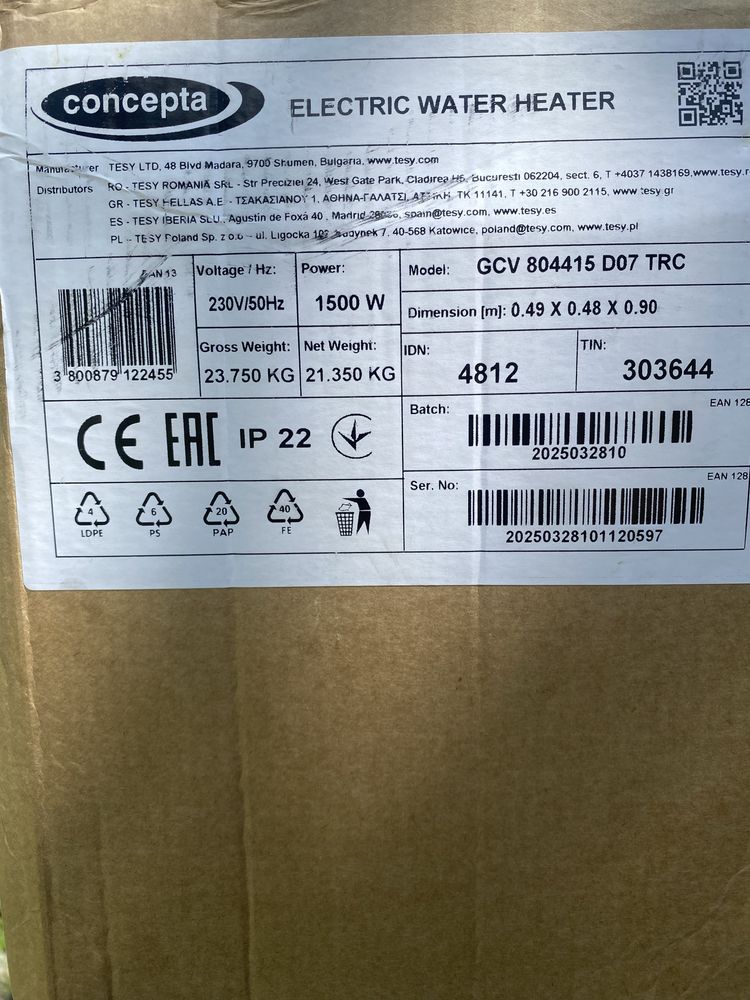 concepta
ELECTRIC WATER HEATER
Manufacturer TESY LTD, 48 Blvd Madara, 9700 Shumen, Bulgaria, www.tesy.com
Distributors RO - TESY ROMANIA SRL - Str Preciziei 24, West Gate Park, Cladirea H5, Bucuresti 062204, sect. 6, T +4037 1438169,www.tesy.r
GR - TESY HELLAS A.E - ΤΣΑΚΑΣΙΑΝΟΥ 1, ΑΘΗΝΑ-ΓΑΛΑΤΣΙ, ΑΤΤΙΚΗ, ΤΚ 11141, T +30 216 900 2115, www.tesy.gr
ES - TESY IBERIA SLU, Agustin de Foxá 40, Madrid spain@tesy.com, www.tesy.es
PL - TESY Poland Sp. z o.o - ul. Ligocka budynek 7, 40-568 Katowice, poland@tesy.com, www.tesy.pl
EAN 13
3 800879 122455
Voltage / Hz:
230V/50Hz
Power:
1500 W
Gross Weight:
23.750 KG
Net Weight:
21.350 KG
Model: GCV 804415 D07 TRC
Dimension [m]: 0.49 X 0.48 X 0.90
IDN:
4812
TIN:
303644
CE EAC IP 22
Batch:
EAN 128
2025032810
Ser. No:
EAN 128
20250328101120597
4
LDPE
6
PS
20
PAP
40
FE